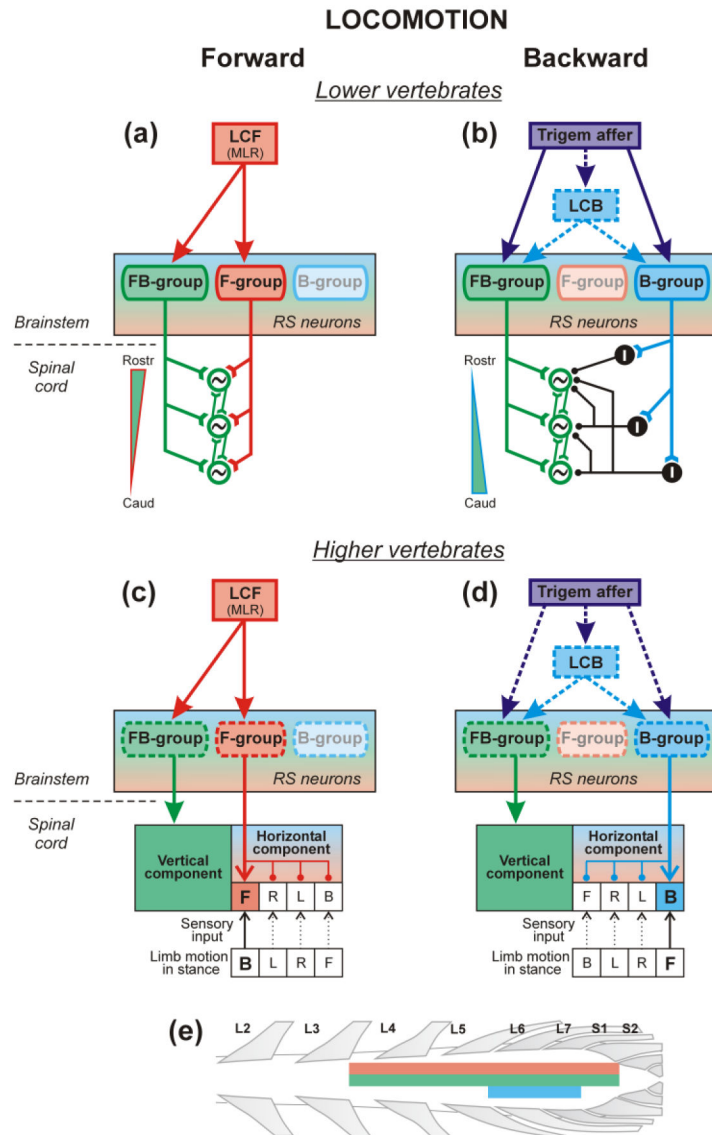 LOCOMOTION
Forward
Backward
Lower vertebrates
(a)
LCF
(MLR)
FB-group
F-group
B-group
RS neurons
Brainstem
Spinal
cord
Rostr
Caud
(b)
Trigem affer
LCB
FB-group
F-group
B-group
RS neurons
Rostr
Caud
I
I
I
Higher vertebrates
(c)
LCF
(MLR)
FB-group
F-group
B-group
RS neurons
Brainstem
Spinal
cord
Vertical
component
Horizontal
component
F R L B
Sensory
input
Limb motion
in stance
B L R F
(d)
Trigem affer
LCB
FB-group
F-group
B-group
RS neurons
Vertical
component
Horizontal
component
F R L B
Sensory
input
Limb motion
in stance
B L R F
(e)
L2 L3 L4 L5 L6 L7 S1 S2